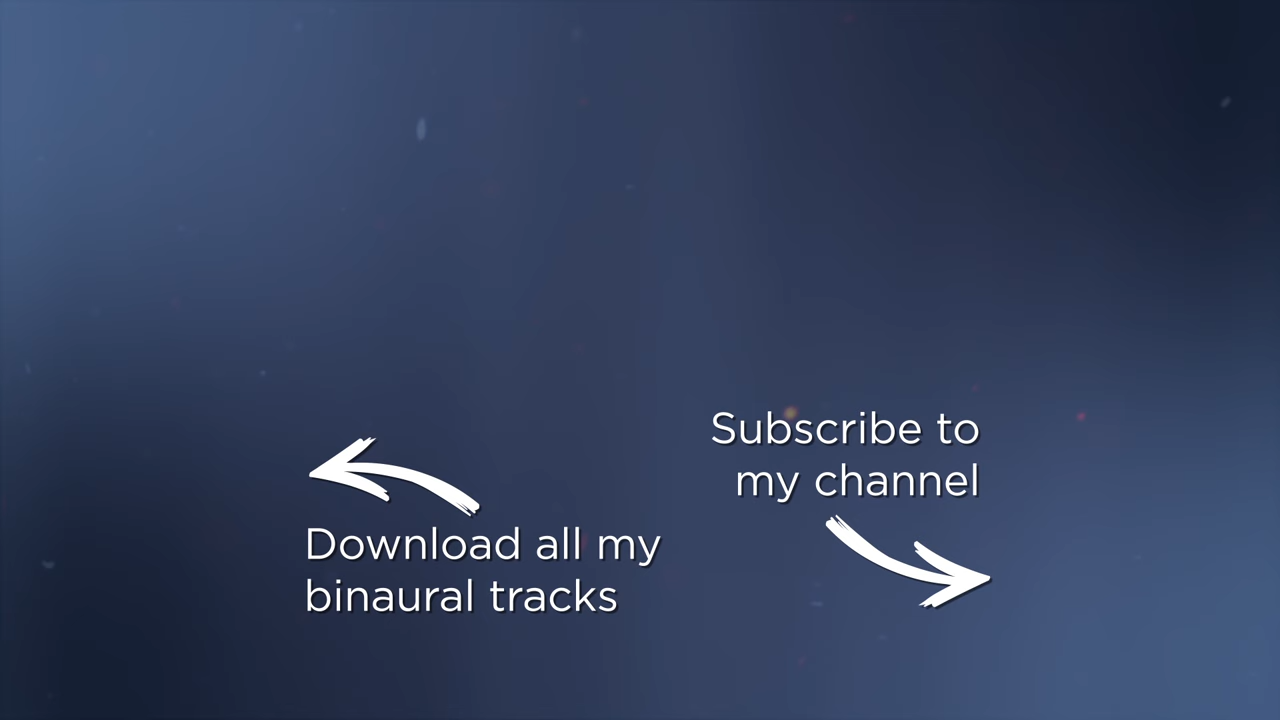 Subscribe to
my channel
Download all my
binaural tracks